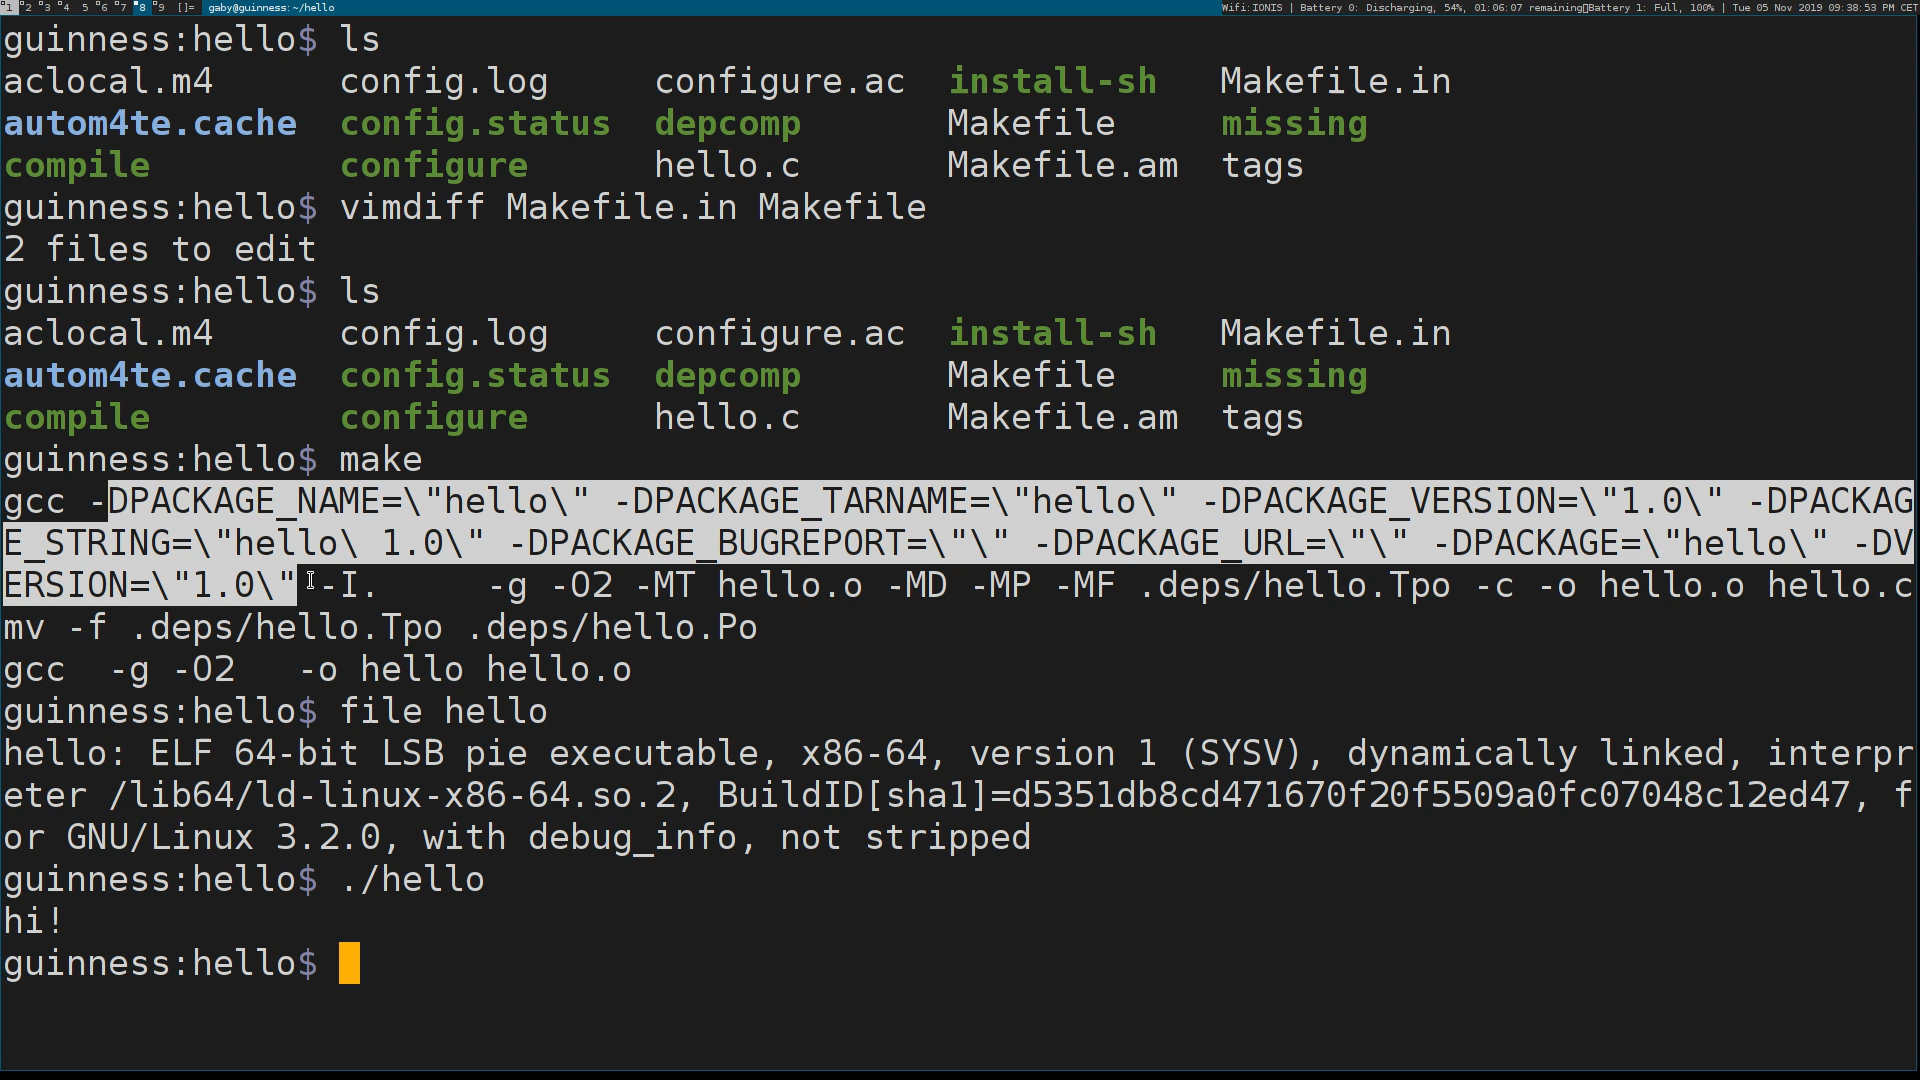 1 2 3 4 5 6 7 8 9 []= gaby@guinness:~/hello Wifi:IONIS | Battery 0: Discharging, 54%, 01:06:07 remaining▯Battery 1: Full, 100% | Tue 05 Nov 2019 09:38:53 PM CET
guinness:hello$ ls
aclocal.m4      config.log     configure.ac  install-sh   Makefile.in
autom4te.cache  config.status  depcomp       Makefile     missing
compile         configure      hello.c       Makefile.am  tags
guinness:hello$ vimdiff Makefile.in Makefile
2 files to edit
guinness:hello$ ls
aclocal.m4      config.log     configure.ac  install-sh   Makefile.in
autom4te.cache  config.status  depcomp       Makefile     missing
compile         configure      hello.c       Makefile.am  tags
guinness:hello$ make
gcc -DPACKAGE_NAME=\"hello\" -DPACKAGE_TARNAME=\"hello\" -DPACKAGE_VERSION=\"1.0\" -DPACKAG
E_STRING=\"hello\ 1.0\" -DPACKAGE_BUGREPORT=\"\" -DPACKAGE_URL=\"\" -DPACKAGE=\"hello\" -DV
ERSION=\"1.0\" -I.     -g -O2 -MT hello.o -MD -MP -MF .deps/hello.Tpo -c -o hello.o hello.c
mv -f .deps/hello.Tpo .deps/hello.Po
gcc  -g -O2   -o hello hello.o
guinness:hello$ file hello
hello: ELF 64-bit LSB pie executable, x86-64, version 1 (SYSV), dynamically linked, interpr
eter /lib64/ld-linux-x86-64.so.2, BuildID[sha1]=d5351db8cd471670f20f5509a0fc07048c12ed47, f
or GNU/Linux 3.2.0, with debug_info, not stripped
guinness:hello$ ./hello
hi!
guinness:hello$